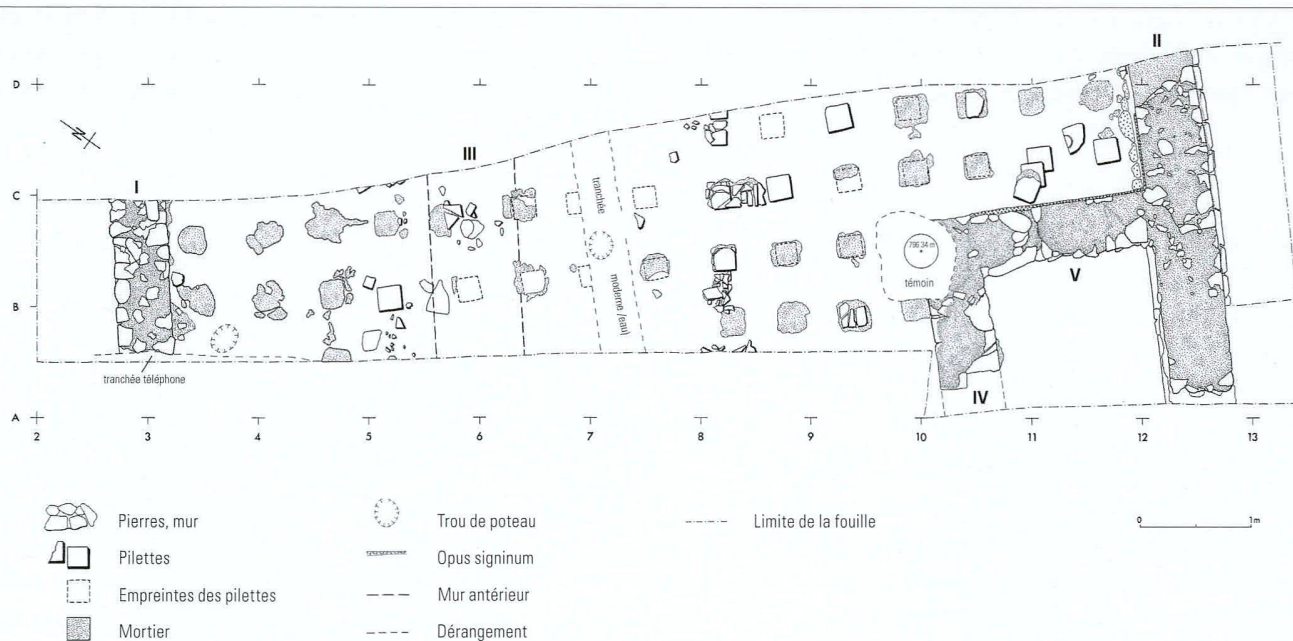 II
D
N
III
I
C
tranchée
796.34 m
témoin
V
B
moderne /eau)
tranchée téléphone
IV
A
2 3 4 5 6 7 8 9 10 11 12 13
Pierres, mur
Trou de poteau
Limite de la fouille
0 1m
Pilettes
Opus signinum
Empreintes des pilettes
Mur antérieur
Mortier
Dérangement